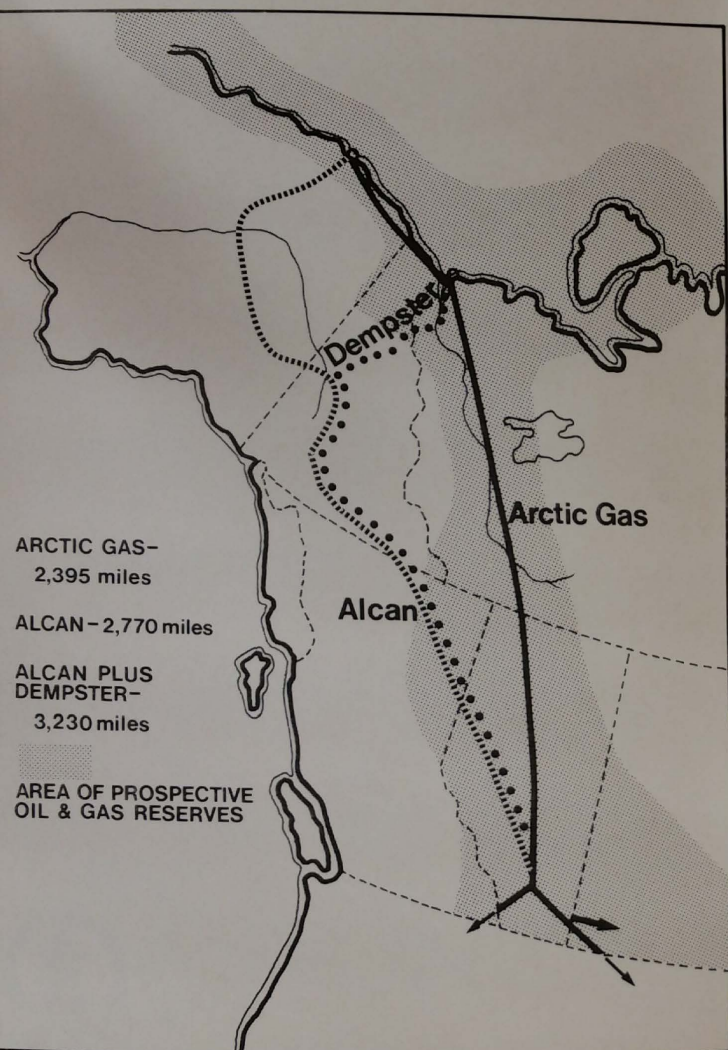 Dempster
Arctic Gas
Alcan
ARCTIC GAS–
2,395 miles
ALCAN–2,770 miles
ALCAN PLUS
DEMPSTER–
3,230 miles
AREA OF PROSPECTIVE
OIL & GAS RESERVES